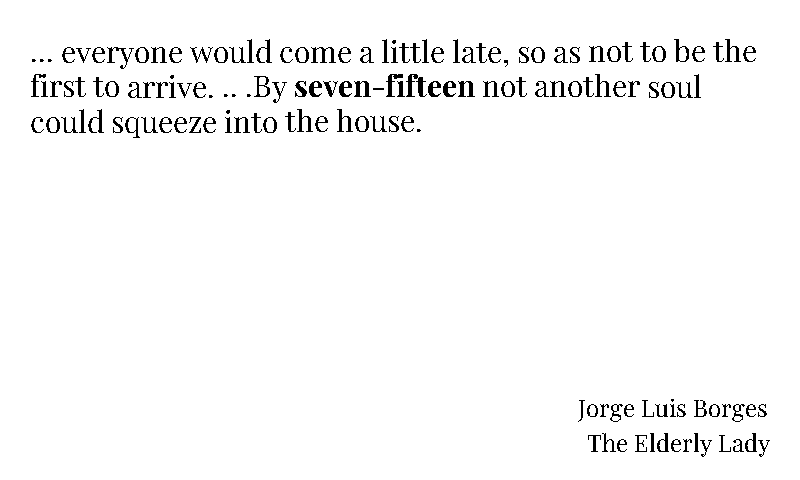 ... everyone would come a little late, so as not to be the
first to arrive. .. .By seven-fifteen not another soul
could squeeze into the house.
Jorge Luis Borges
The Elderly Lady